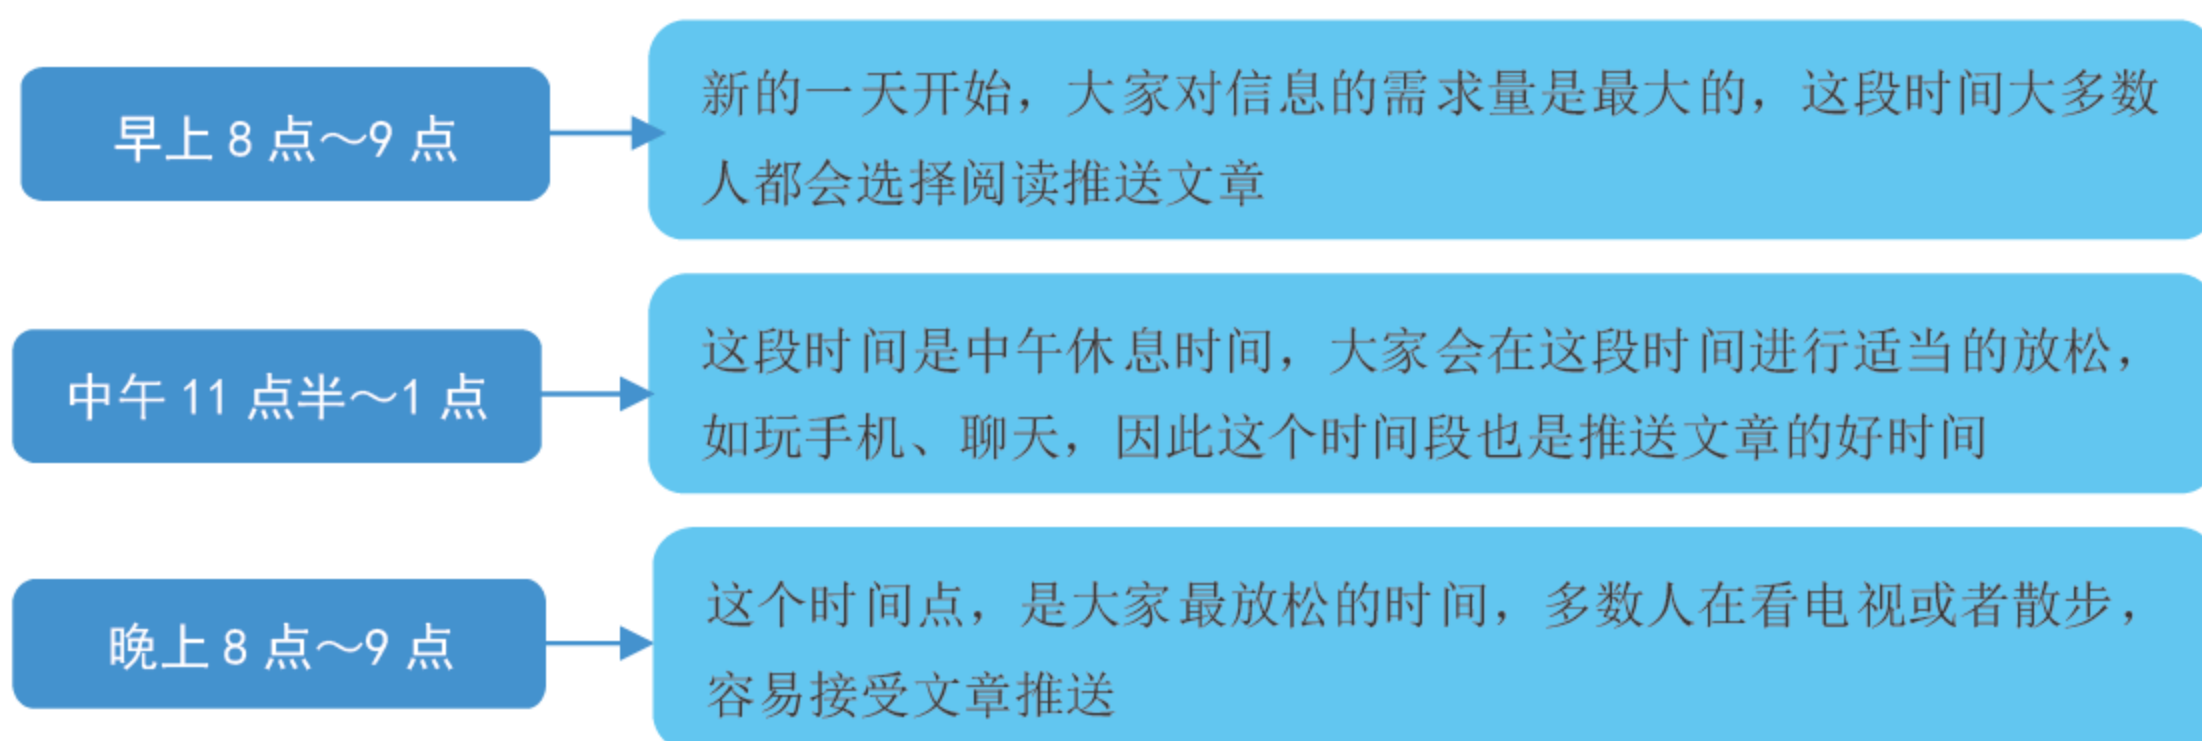 早上 8 点～9 点
新的一天开始，大家对信息的需求量是最大的，这段时间大多数
人都会选择阅读推送文章
中午 11 点半～1 点
这段时间是中午休息时间，大家会在这段时间进行适当的放松，
如玩手机、聊天，因此这个时间段也是推送文章的好时间
晚上 8 点～9 点
这个时间点，是大家最放松的时间，多数人在看电视或者散步，
容易接受文章推送